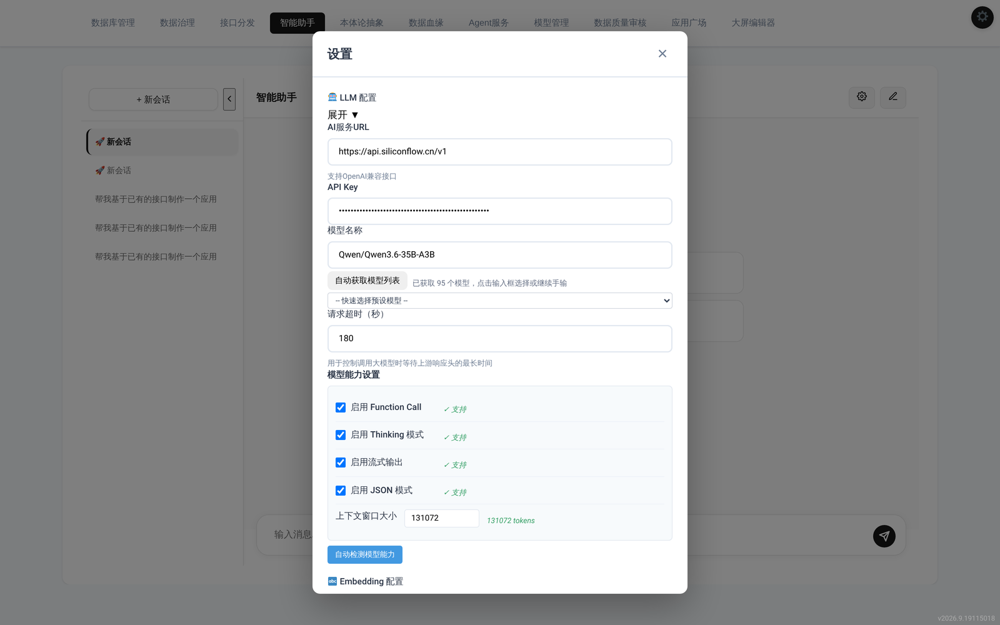 数据库管理 数据治理 接口分发 智能助手 本体论抽象 数据血缘 Agent服务 模型管理 数据质量审核 应用广场 大屏编辑器
设置
✕
+ 新会话
<
智能助手
🚀 新会话
🚀 新会话
帮我基于已有的接口制作一个应用
帮我基于已有的接口制作一个应用
帮我基于已有的接口制作一个应用
LLM 配置
展开 ▼
AI服务URL
https://api.siliconflow.cn/v1
支持OpenAI兼容接口
API Key
模型名称
Qwen/Qwen3.6-35B-A3B
自动获取模型列表 已获取 95 个模型，点击输入框选择或继续手输
-- 快速选择预设模型 --
请求超时（秒）
180
用于控制调用大模型时等待上游响应头的最长时间
模型能力设置
启用 Function Call ✓ 支持
启用 Thinking 模式 ✓ 支持
启用流式输出 ✓ 支持
启用 JSON 模式 ✓ 支持
上下文窗口大小 131072 131072 tokens
输入消息
自动检测模型能力
abc Embedding 配置
v2026.9.19115018